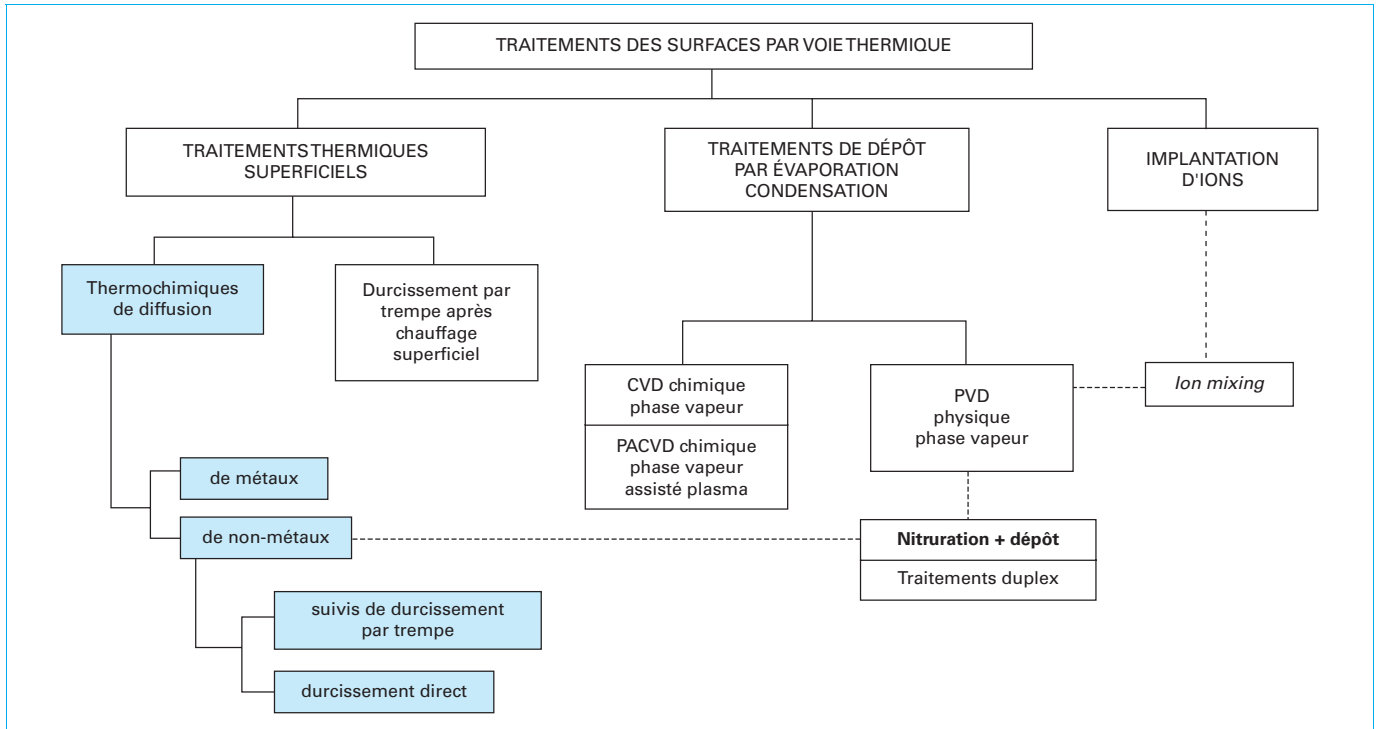 TRAITEMENTS DES SURFACES PAR VOIE THERMIQUE
TRAITEMENTS THERMIQUES
SUPERFICIELS
TRAITEMENTS DE DÉPÔT
PAR ÉVAPORATION
CONDENSATION
IMPLANTATION
D'IONS
Thermochimiques
de diffusion
Durcissement par
trempe après
chauffage
superficiel
CVD chimique
phase vapeur
PACVD chimique
phase vapeur
assisté plasma
PVD
physique
phase vapeur
Ion mixing
de métaux
de non-métaux
Nitruration + dépôt
Traitements duplex
suivis de durcissement
par trempe
durcissement direct